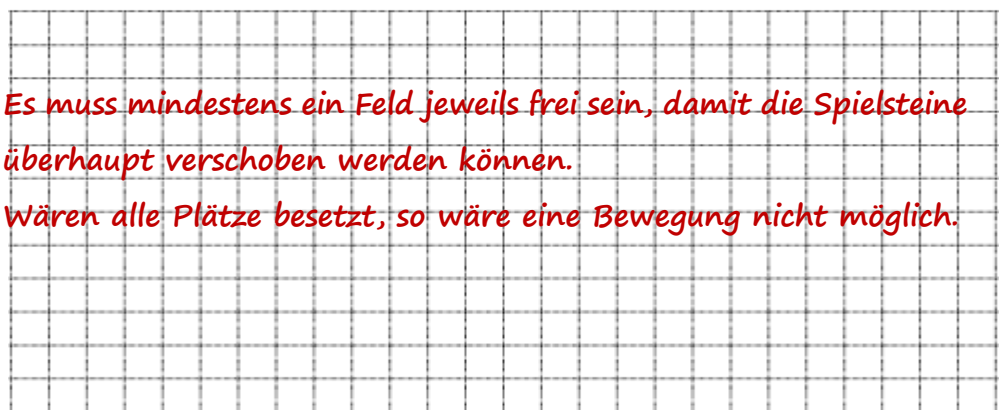 Es muss mindestens ein Feld jeweils frei sein, damit die Spielsteine
überhaupt verschoben werden können.
Wären alle Plätze besetzt, so wäre eine Bewegung nicht möglich.